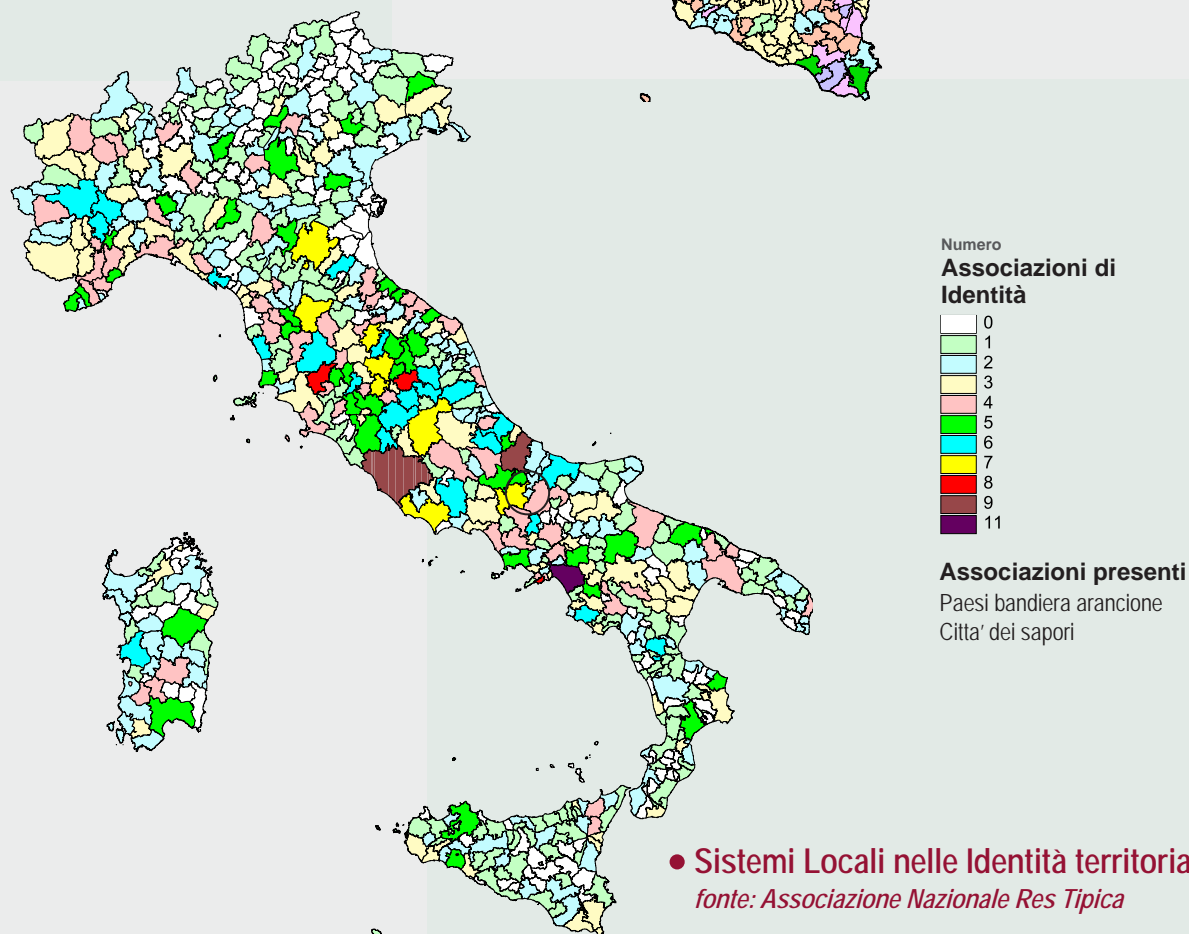 Numero
Associazioni di
Identità
0
1
2
3
4
5
6
7
8
9
11
Associazioni presenti
Paesi bandiera arancione
Citta' dei sapori
• Sistemi Locali nelle Identità territoria
fonte: Associazione Nazionale Res Tipica